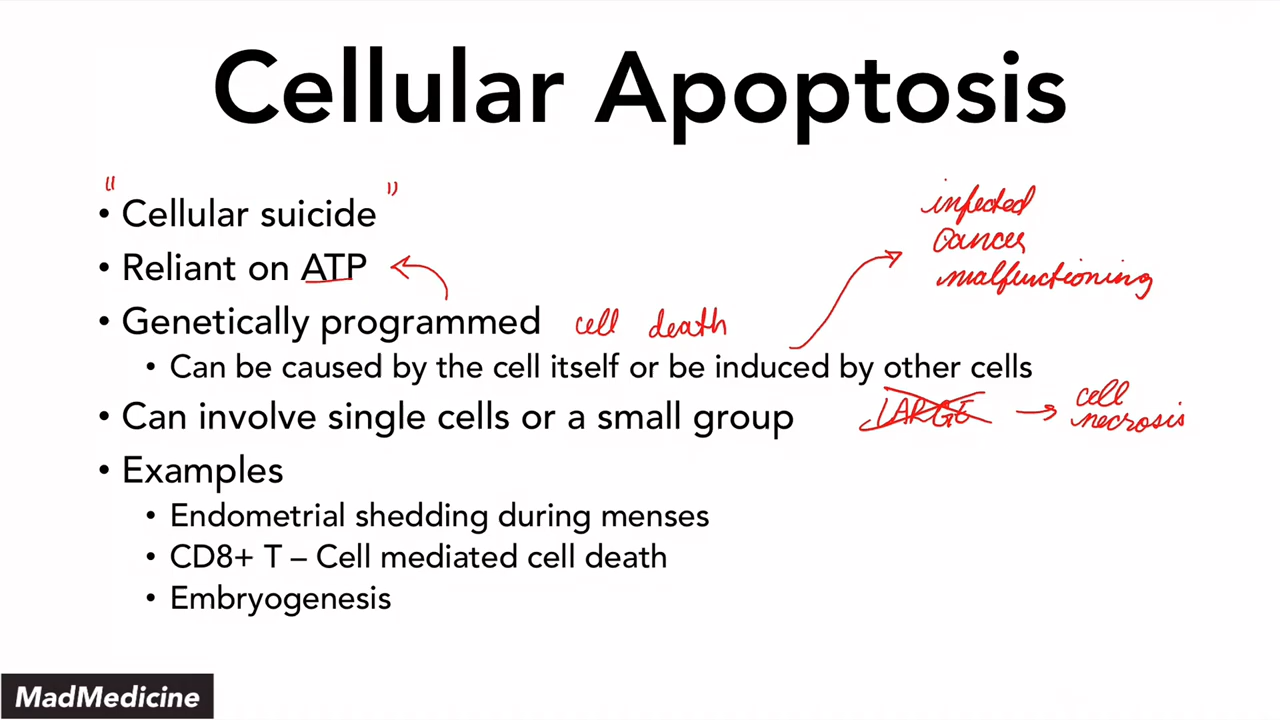 Cellular Apoptosis
• "Cellular suicide"
• Reliant on ATP
• Genetically programmed cell death
infected
cancer
malfunctioning
• Can be caused by the cell itself or be induced by other cells
• Can involve single cells or a small group
LARGE → cell
necrosis
• Examples
• Endometrial shedding during menses
• CD8+ T – Cell mediated cell death
• Embryogenesis
MadMedicine